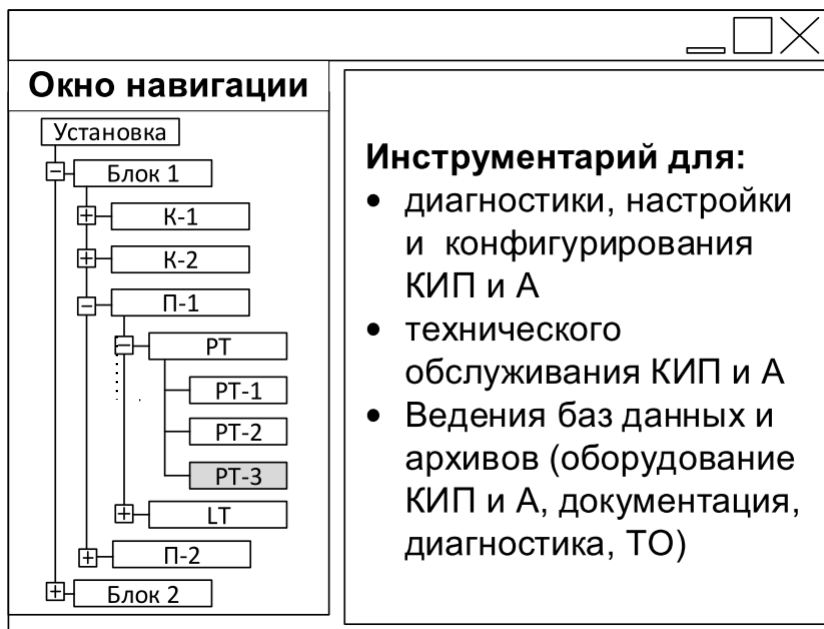 Окно навигации
Установка
Блок 1
К-1
К-2
П-1
PT
PT-1
PT-2
PT-3
LT
П-2
Блок 2
Инструментарий для:
• диагностики, настройки
и конфигурирования
КИП и А
• технического
обслуживания КИП и А
• Ведения баз данных и
архивов (оборудование
КИП и А, документация,
диагностика, ТО)